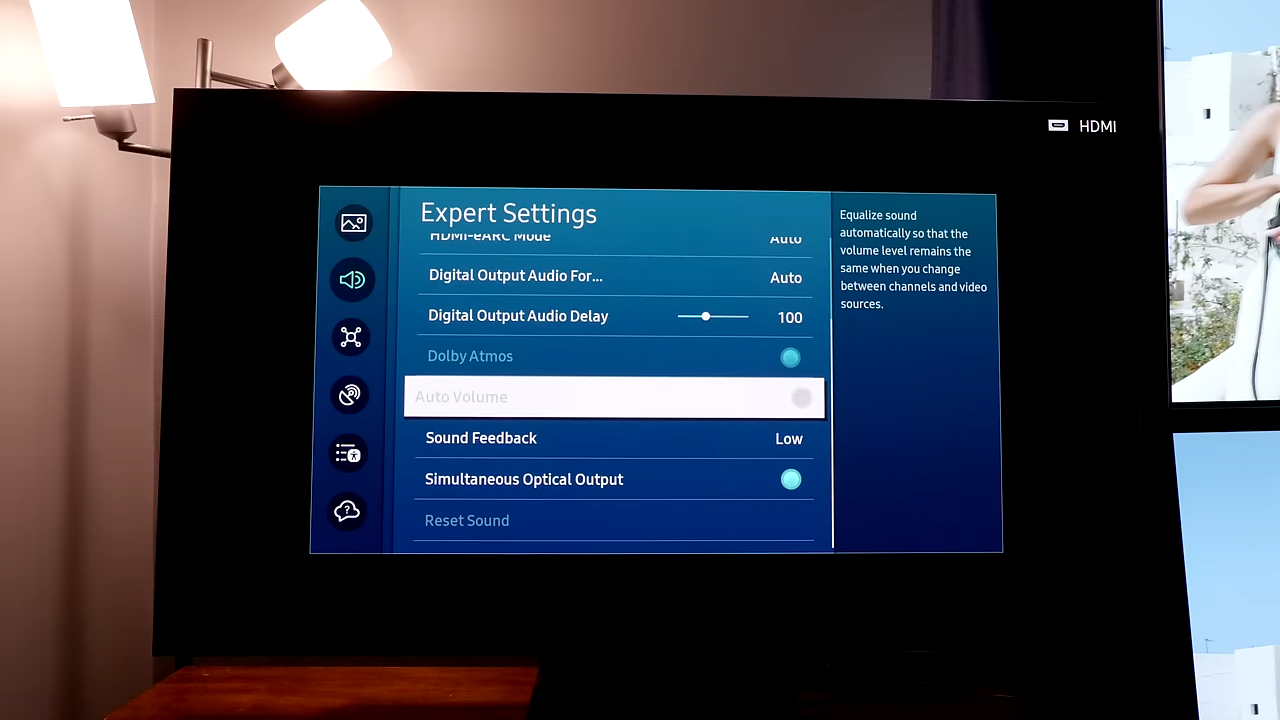 HDMI
Expert Settings
HDMI-eARC Mode Auto
Digital Output Audio For... Auto
Digital Output Audio Delay 100
Dolby Atmos
Auto Volume
Sound Feedback Low
Simultaneous Optical Output
Reset Sound
Equalize sound
automatically so that the
volume level remains the
same when you change
between channels and video
sources.